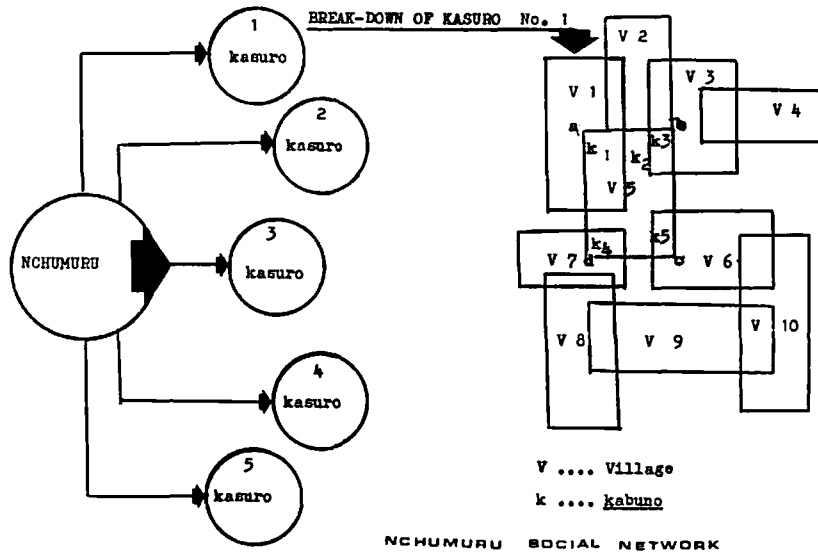 BREAK-DOWN OF KASURO No. 1
1
kasuro
2
kasuro
NCHUMURU
3
kasuro
4
kasuro
5
kasuro
V 2
V 1
V 3
V 4
a
k 1
k2
k3
V 5
V 7
d
k4
k5
c
V 6
V 8
V 9
V 10
V .... Village
k .... kabuno
NCHUMURU SOCIAL NETWORK